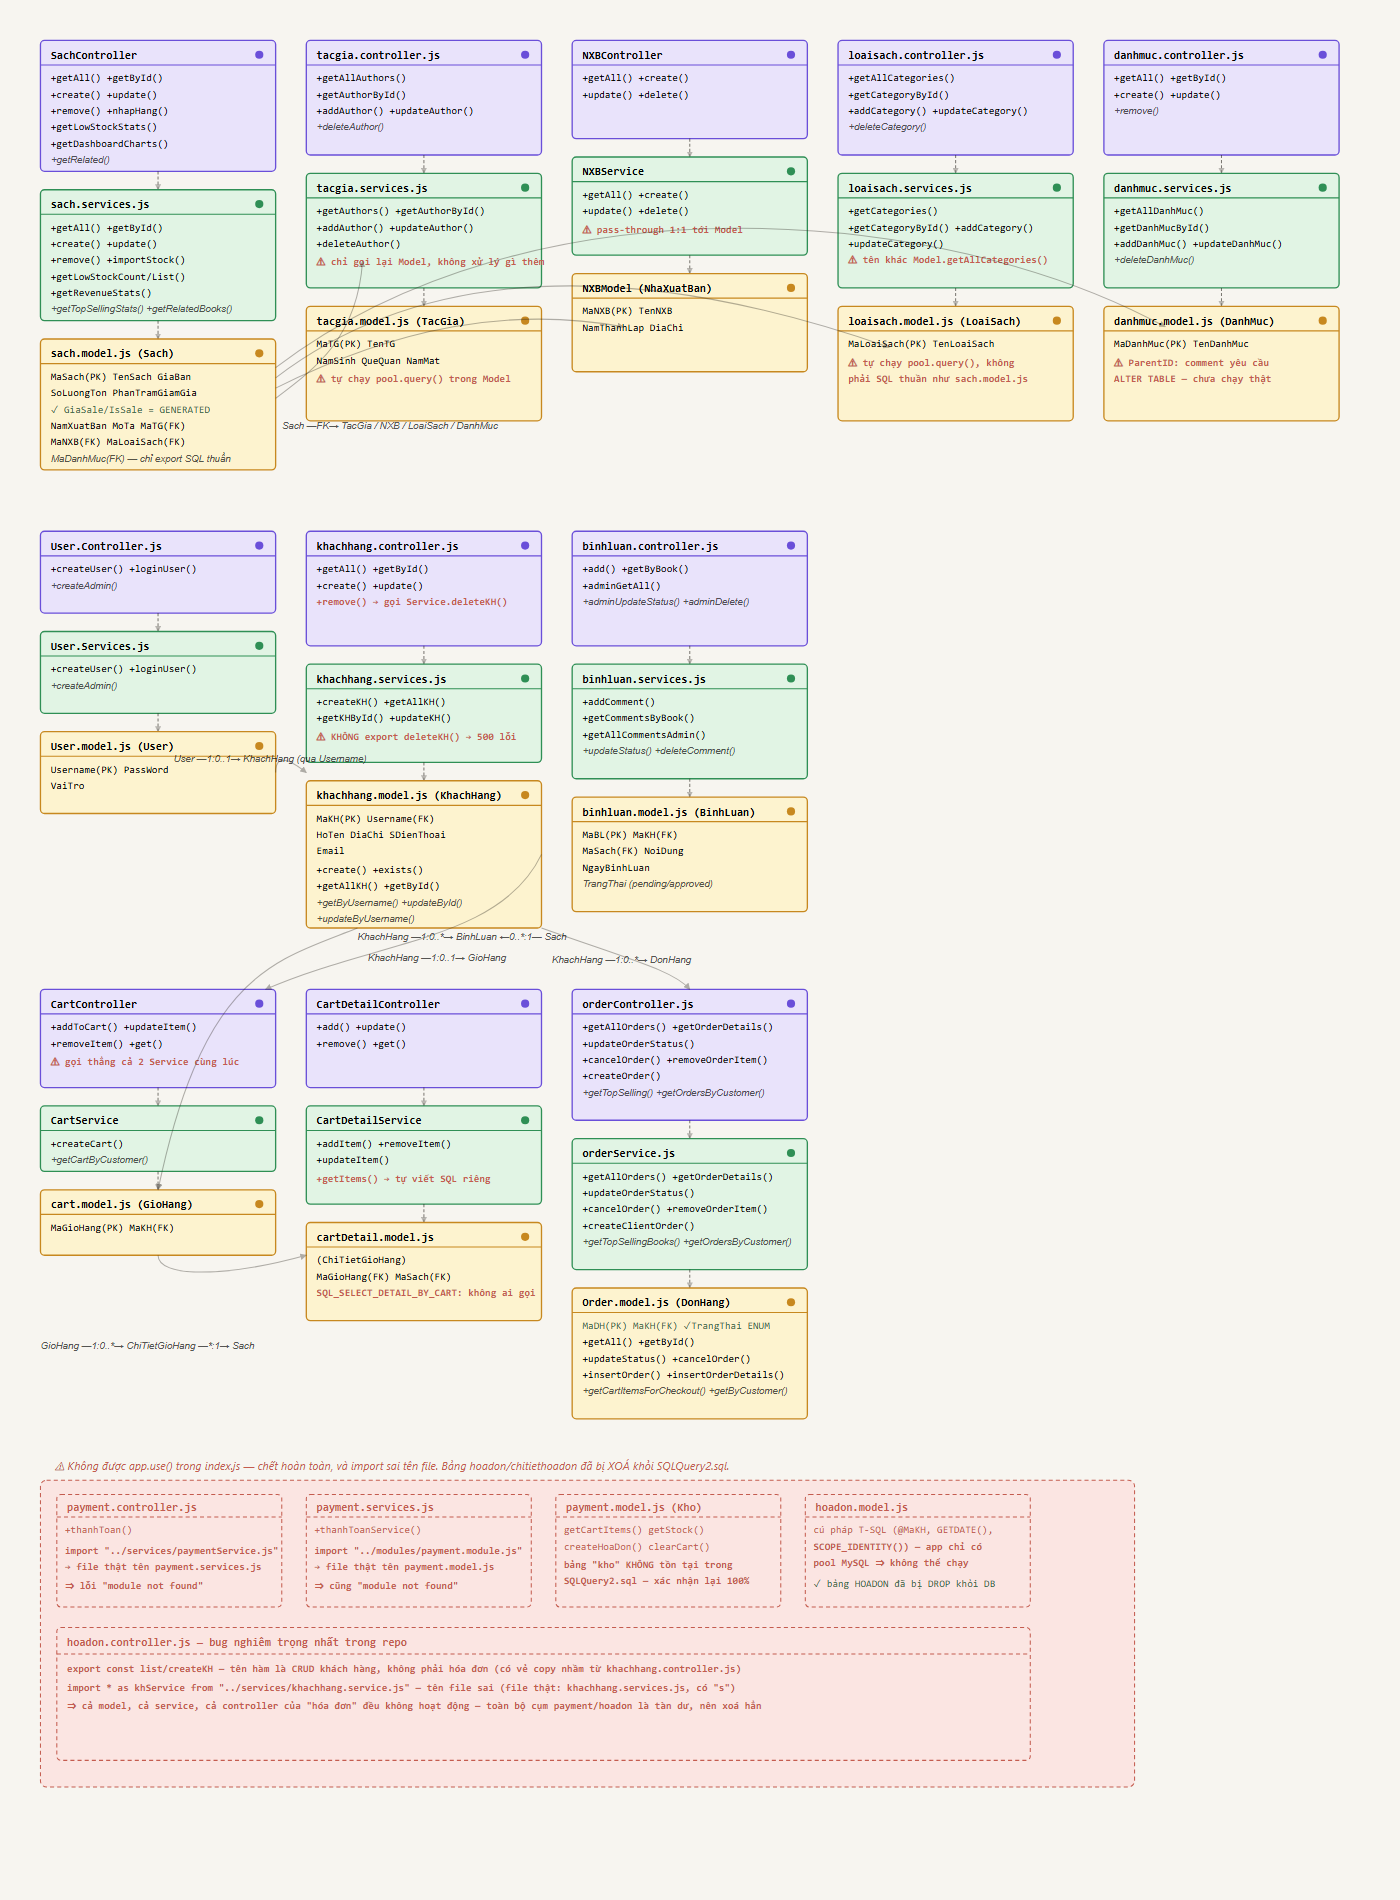 SachController
+getAll() +getById()
+create() +update()
+remove() +nhapHang()
+getLowStockStats()
+getDashboardCharts()
+getRelated()
tacgia.controller.js
+getAllAuthors()
+getAuthorById()
+addAuthor() +updateAuthor()
+deleteAuthor()
NXBController
+getAll() +create()
+update() +delete()
loaisach.controller.js
+getAllCategories()
+getCategoryById()
+addCategory() +updateCategory()
+deleteCategory()
danhmuc.controller.js
+getAll() +getById()
+create() +update()
+remove()
sach.services.js
+getAll() +getById()
+create() +update()
+remove() +importStock()
+getLowStockCount/List()
+getRevenueStats()
+getTopSellingStats() +getRelatedBooks()
tacgia.services.js
+getAuthors() +getAuthorById()
+addAuthor() +updateAuthor()
+deleteAuthor()
⚠ chỉ gọi lại Model, không xử lý gì thêm
NXBService
+getAll() +create()
+update() +delete()
⚠ pass-through 1:1 tới Model
loaisach.services.js
+getCategories()
+getCategoryById() +addCategory()
+updateCategory()
⚠ tên khác Model.getAllCategories()
danhmuc.services.js
+getAllDanhMuc()
+getDanhMucById()
+addDanhMuc() +updateDanhMuc()
+deleteDanhMuc()
sach.model.js (Sach)
MaSach(PK) TenSach GiaBan
SoLuongTon PhanTramGiamGia
✓ GiaSale/IsSale = GENERATED
NamXuatBan MoTa MaTG(FK)
MaNXB(FK) MaLoaiSach(FK)
MaDanhMuc(FK) — chỉ export SQL thuần
tacgia.model.js (TacGia)
MaTG(PK) TenTG
NamSinh QueQuan NamMat
⚠ tự chạy pool.query() trong Model
NXBModel (NhaXuatBan)
MaNXB(PK) TenNXB
NamThanhLap DiaChi
loaisach.model.js (LoaiSach)
MaLoaiSach(PK) TenLoaiSach
⚠ tự chạy pool.query(), không
phải SQL thuần như sach.model.js
danhmuc.model.js (DanhMuc)
MaDanhMuc(PK) TenDanhMuc
⚠ ParentID: comment yêu cầu
ALTER TABLE — chưa chạy thật
Sach —FK→ TacGia / NXB / LoaiSach / DanhMuc
User.Controller.js
+createUser() +loginUser()
+createAdmin()
khachhang.controller.js
+getAll() +getById()
+create() +update()
+remove() → gọi Service.deleteKH()
binhluan.controller.js
+add() +getByBook()
+adminGetAll()
+adminUpdateStatus() +adminDelete()
User.Services.js
+createUser() +loginUser()
+createAdmin()
khachhang.services.js
+createKH() +getAllKH()
+getKHById() +updateKH()
⚠ KHÔNG export deleteKH() → 500 lỗi
binhluan.services.js
+addComment()
+getCommentsByBook()
+getAllCommentsAdmin()
+updateStatus() +deleteComment()
User.model.js (User)
User —1:0..1→ KhachHang (qua Username)
Username(PK) PassWord
VaiTro
khachhang.model.js (KhachHang)
MaKH(PK) Username(FK)
HoTen DiaChi SDienThoai
Email
+create() +exists()
+getAllKH() +getById()
+getByUsername() +updateById()
+updateByUsername()
binhluan.model.js (BinhLuan)
MaBL(PK) MaKH(FK)
MaSach(FK) NoiDung
NgayBinhLuan
TrangThai (pending/approved)
KhachHang —1:0..*→ BinhLuan ←0..*:1— Sach
KhachHang —1:0..1→ GioHang
KhachHang —1:0..*→ DonHang
CartController
+addToCart() +updateItem()
+removeItem() +get()
⚠ gọi thẳng cả 2 Service cùng lúc
CartDetailController
+add() +update()
+remove() +get()
orderController.js
+getAllOrders() +getOrderDetails()
+updateOrderStatus()
+cancelOrder() +removeOrderItem()
+createOrder()
+getTopSelling() +getOrdersByCustomer()
CartService
+createCart()
+getCartByCustomer()
CartDetailService
+addItem() +removeItem()
+updateItem()
+getItems() → tự viết SQL riêng
orderService.js
+getAllOrders() +getOrderDetails()
+updateOrderStatus()
+cancelOrder() +removeOrderItem()
+createClientOrder()
+getTopSellingBooks() +getOrdersByCustomer()
cart.model.js (GioHang)
MaGioHang(PK) MaKH(FK)
cartDetail.model.js
(ChiTietGioHang)
MaGioHang(FK) MaSach(FK)
SQL_SELECT_DETAIL_BY_CART: không ai gọi
Order.model.js (DonHang)
MaDH(PK) MaKH(FK) ✓TrangThai ENUM
+getAll() +getById()
+updateStatus() +cancelOrder()
+insertOrder() +insertOrderDetails()
+getCartItemsForCheckout() +getByCustomer()
GioHang —1:0..*→ ChiTietGioHang —*:1→ Sach
⚠ Không được app.use() trong index.js — chết hoàn toàn, và import sai tên file. Bảng hoadon/chitiethoadon đã bị XOÁ khỏi SQLQuery2.sql.
payment.controller.js
+thanhToan()
import "../services/paymentService.js"
→ file thật tên payment.services.js
⇒ lỗi "module not found"
payment.services.js
+thanhToanService()
import "../modules/payment.module.js"
→ file thật tên payment.model.js
⇒ cũng "module not found"
payment.model.js (Kho)
getCartItems() getStock()
createHoaDon() clearCart()
bảng "kho" KHÔNG tồn tại trong
SQLQuery2.sql — xác nhận lại 100%
hoadon.model.js
cú pháp T-SQL (@MaKH, GETDATE(),
SCOPE_IDENTITY()) — app chỉ có
pool MySQL ⇒ không thể chạy
✓ bảng HOADON đã bị DROP khỏi DB
hoadon.controller.js — bug nghiêm trọng nhất trong repo
export const list/createKH — tên hàm là CRUD khách hàng, không phải hóa đơn (có vẻ copy nhầm từ khachhang.controller.js)
import * as khService from "../services/khachhang.service.js" — tên file sai (file thật: khachhang.services.js, có "s")
⇒ cả model, cả service, cả controller của "hóa đơn" đều không hoạt động — toàn bộ cụm payment/hoadon là tàn dư, nên xoá hẳn